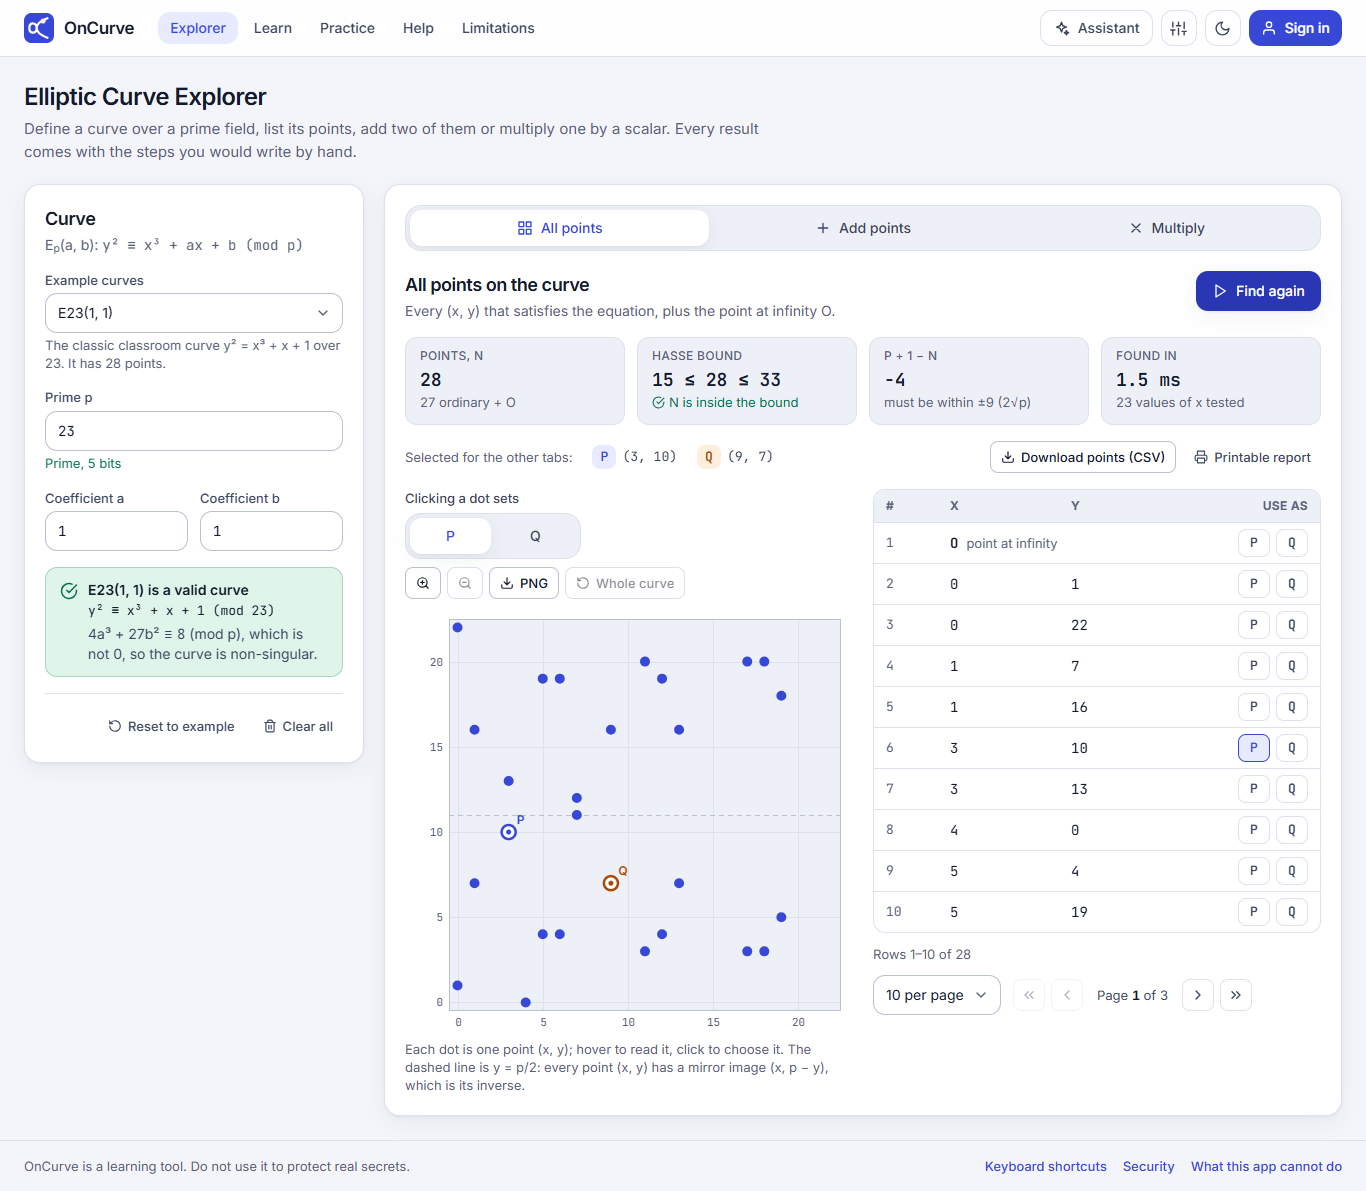 OnCurve
Explorer
Learn
Practice
Help
Limitations
Assistant
Sign in
Elliptic Curve Explorer
Define a curve over a prime field, list its points, add two of them or multiply one by a scalar. Every result
comes with the steps you would write by hand.
Curve
Eₚ(a, b): y² ≡ x³ + ax + b (mod p)
Example curves
E23(1, 1)
The classic classroom curve y² = x³ + x + 1 over
23. It has 28 points.
Prime p
23
Prime, 5 bits
Coefficient a
Coefficient b
1
1
E23(1, 1) is a valid curve
y² ≡ x³ + x + 1 (mod 23)
4a³ + 27b² ≡ 8 (mod p), which is
not 0, so the curve is non-singular.
Reset to example
Clear all
All points
Add points
Multiply
All points on the curve
Every (x, y) that satisfies the equation, plus the point at infinity O.
Find again
POINTS, N
28
27 ordinary + O
HASSE BOUND
15 ≤ 28 ≤ 33
N is inside the bound
P + 1 − N
-4
must be within ±9 (2√p)
FOUND IN
1.5 ms
23 values of x tested
Selected for the other tabs:
P (3, 10)
Q (9, 7)
Download points (CSV)
Printable report
Clicking a dot sets
P
Q
PNG
Whole curve
P
Q
20
15
10
5
0
0 5 10 15 20
Each dot is one point (x, y); hover to read it, click to choose it. The
dashed line is y = p/2: every point (x, y) has a mirror image (x, p − y),
which is its inverse.
# X Y USE AS
1 O point at infinity P Q
2 0 1 P Q
3 0 22 P Q
4 1 7 P Q
5 1 16 P Q
6 3 10 P Q
7 3 13 P Q
8 4 0 P Q
9 5 4 P Q
10 5 19 P Q
Rows 1–10 of 28
10 per page
Page 1 of 3
OnCurve is a learning tool. Do not use it to protect real secrets.
Keyboard shortcuts
Security
What this app cannot do